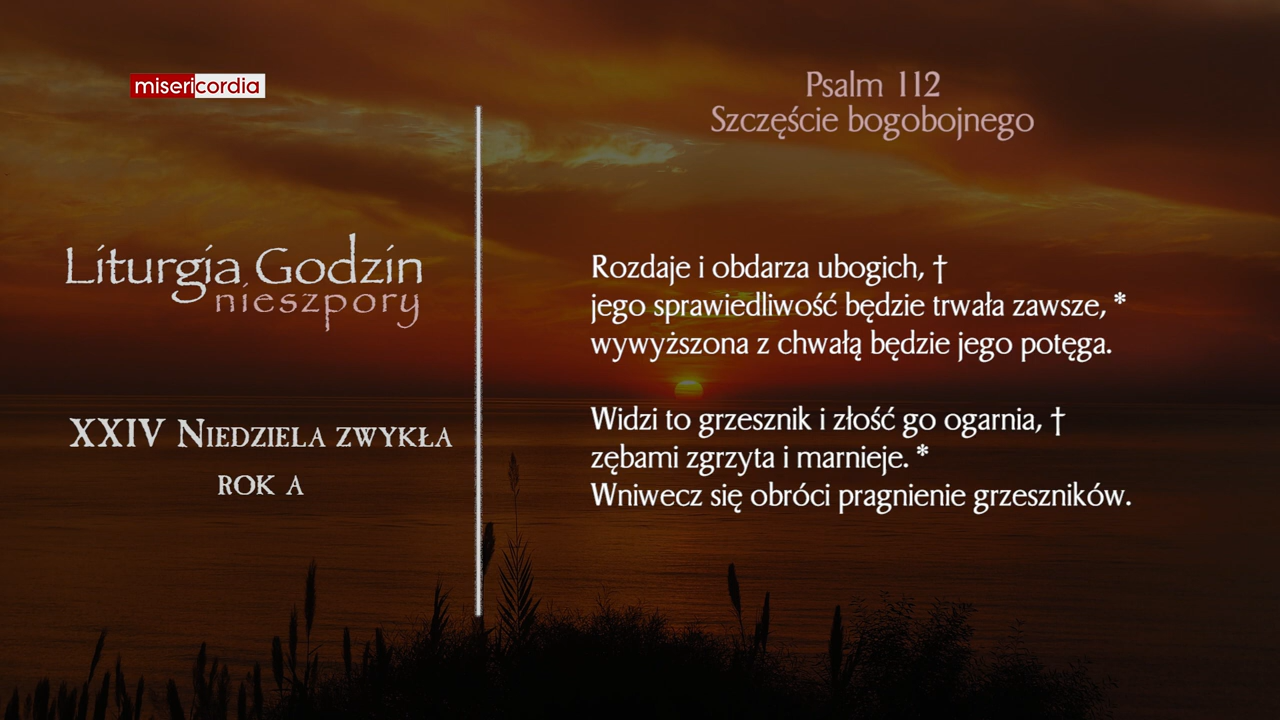 misericordia
Liturgia Godzin
nieszpory
XXIV Niedziela zwykła
rok A
Psalm 112
Szczęście bogobojnego
Rozdaje i obdarza ubogich, †
jego sprawiedliwość będzie trwała zawsze, *
wywyższona z chwałą będzie jego potęga.
Widzi to grzesznik i złość go ogarnia, †
zębami zgrzyta i marnieje. *
Wniwecz się obróci pragnienie grzeszników.